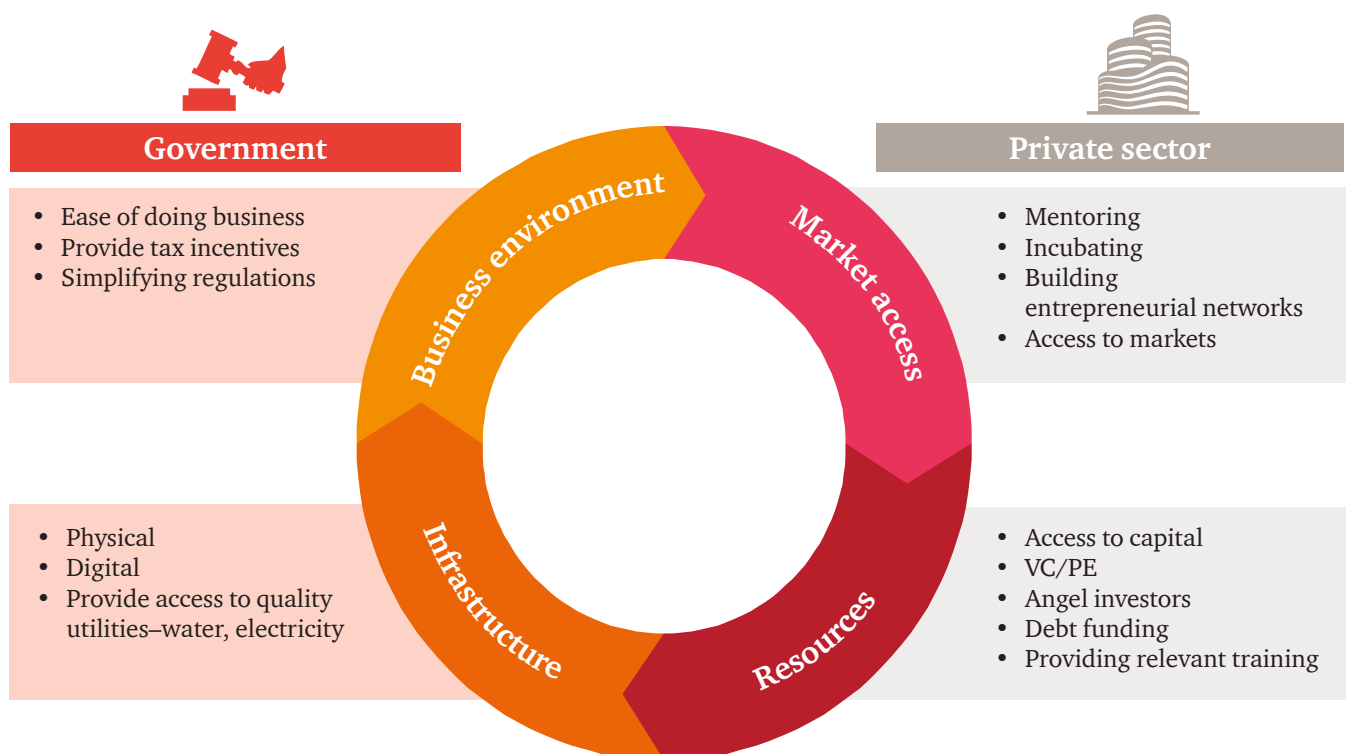 Government
• Ease of doing business
• Provide tax incentives
• Simplifying regulations
Business environment
Market access
Private sector
• Mentoring
• Incubating
• Building
entrepreneurial networks
• Access to markets
• Physical
• Digital
• Provide access to quality
utilities–water, electricity
Infrastructure
Resources
• Access to capital
• VC/PE
• Angel investors
• Debt funding
• Providing relevant training